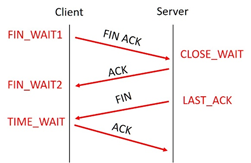 Client Server
FIN_WAIT1
FIN ACK
CLOSE_WAIT
ACK
FIN_WAIT2
FIN
LAST_ACK
TIME_WAIT
ACK